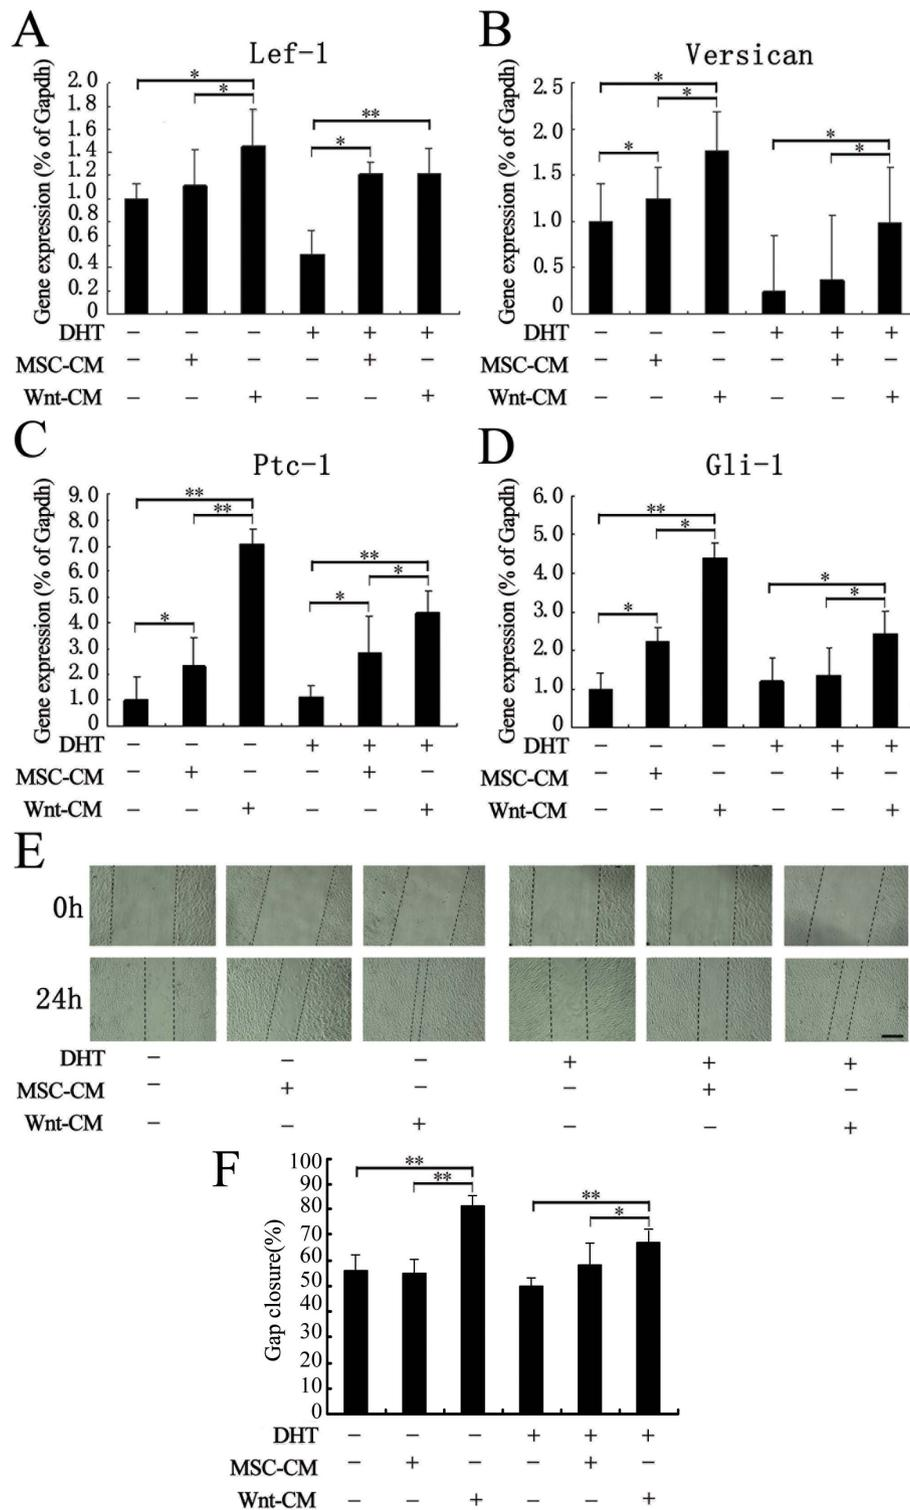 A
Lef-1
Gene expression (% of Gapdh)
2.0
1.8
1.6
1.4
1.2
1.0
0.8
0.6
0.4
0.2
0
*
*
**
*
DHT − − − + + +
MSC-CM − + − − + −
Wnt-CM − − + − − +
B
Versican
Gene expression (% of Gapdh)
2.5
2.0
1.5
1.0
0.5
0
*
*
*
*
*
DHT − − − + + +
MSC-CM − + − − + −
Wnt-CM − − + − − +
C
Ptc-1
Gene expression (% of Gapdh)
9.0
8.0
7.0
6.0
5.0
4.0
3.0
2.0
1.0
0
**
**
*
**
*
*
DHT − − − + + +
MSC-CM − + − − + −
Wnt-CM − − + − − +
D
Gli-1
Gene expression (% of Gapdh)
6.0
5.0
4.0
3.0
2.0
1.0
0
**
*
*
*
*
DHT − − − + + +
MSC-CM − + − − + −
Wnt-CM − − + − − +
E
0h
24h
DHT − − − + + +
MSC-CM − + − − + −
Wnt-CM − − + − − +
F
Gap closure(%)
100
90
80
70
60
50
40
30
20
10
0
**
**
**
*
DHT − − − + + +
MSC-CM − + − − + −
Wnt-CM − − + − − +